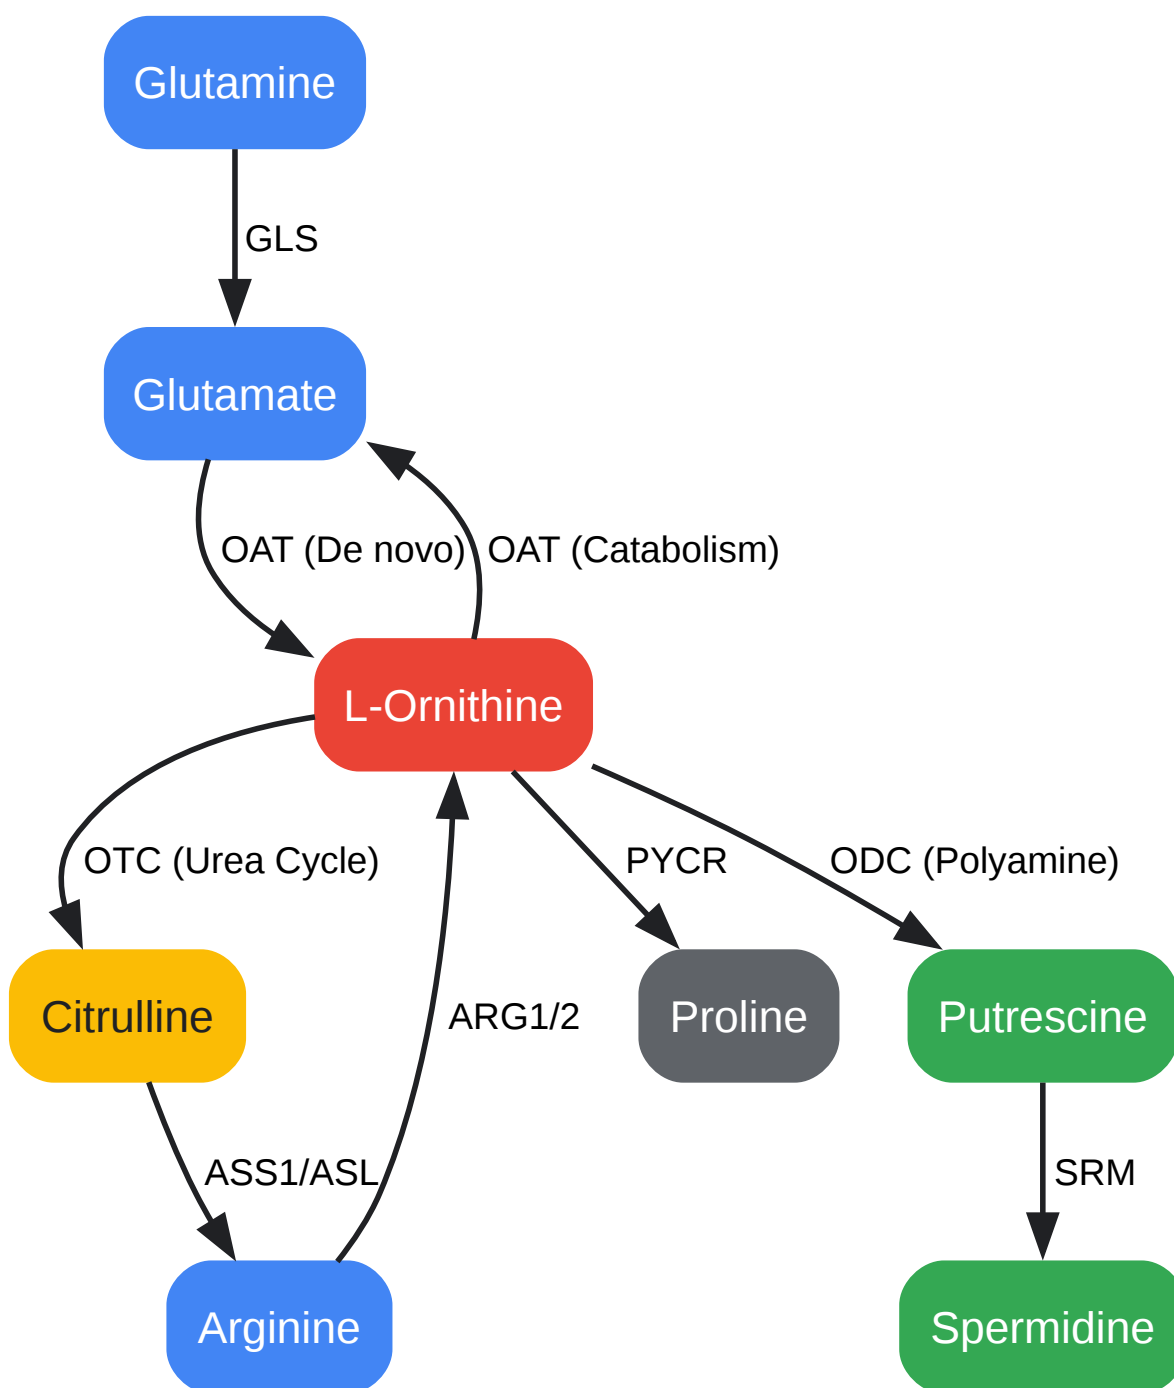 Glutamine
GLS
Glutamate
OAT (De novo)
OAT (Catabolism)
L-Ornithine
OTC (Urea Cycle)
PYCR
ODC (Polyamine)
Citrulline
ARG1/2
Proline
Putrescine
ASS1/ASL
SRM
Arginine
Spermidine